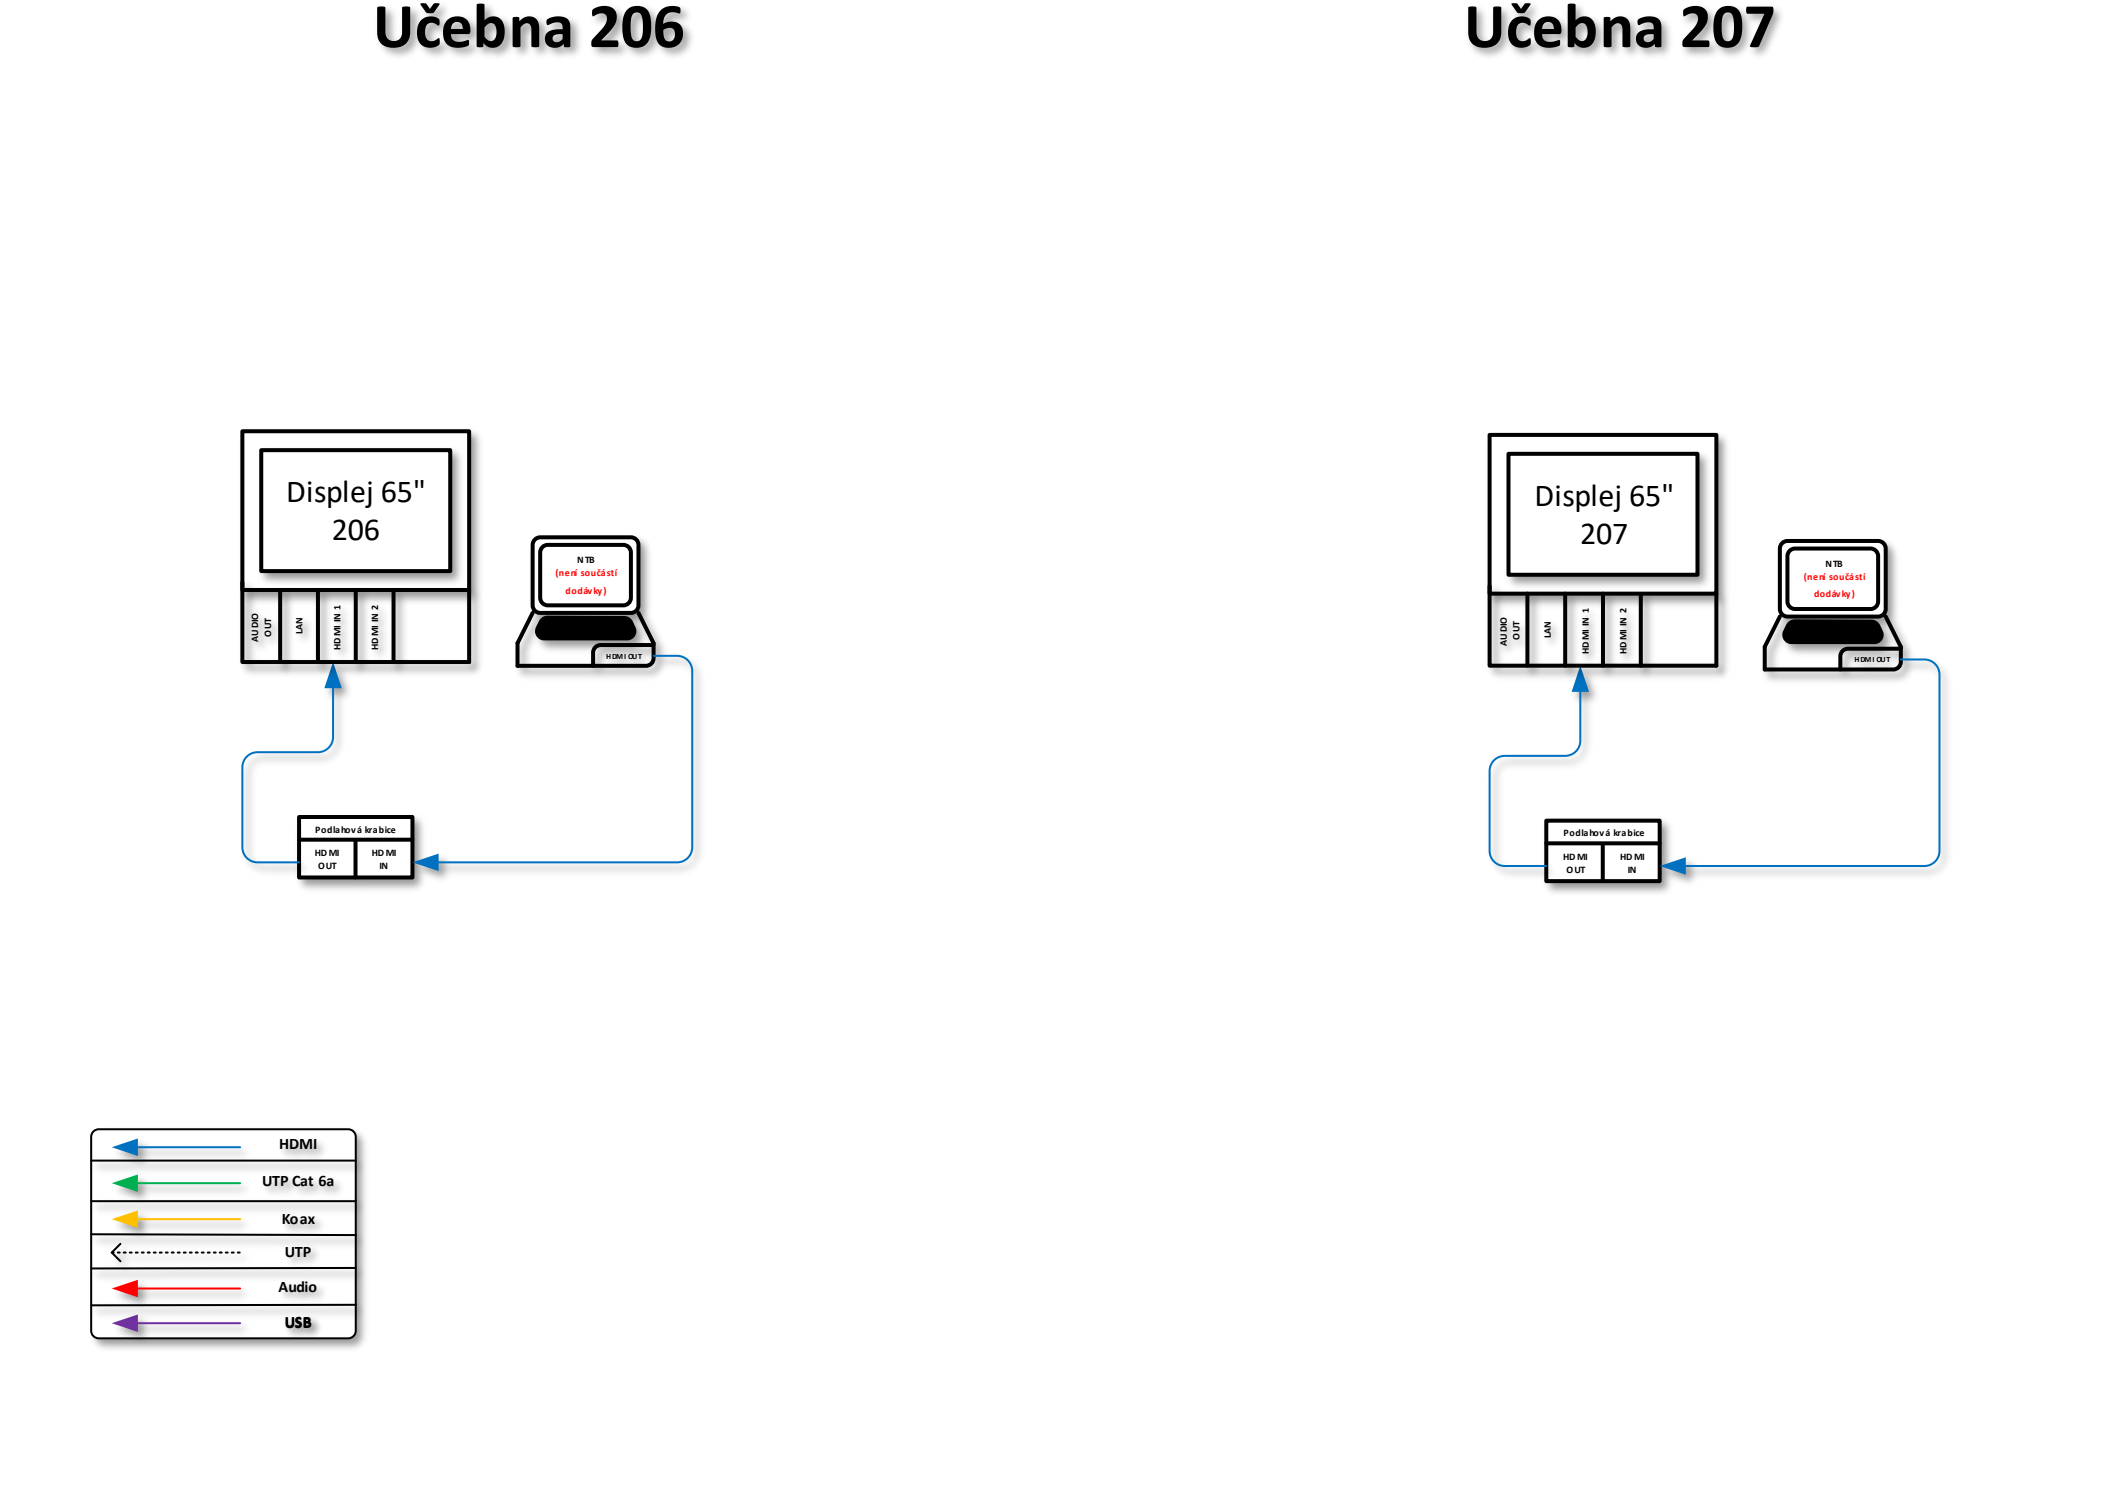 Učebna 206
Učebna 207
Displej 65"
206
AUDIO
OUT
LAN
HDMI IN 1
HDMI IN 2
NTB
(není součástí
dodávky)
HDMI OUT
Podlahová krabice
HDMI
OUT
HDMI
IN
Displej 65"
207
AUDIO
OUT
LAN
HDMI IN 1
HDMI IN 2
NTB
(není součástí
dodávky)
HDMI OUT
Podlahová krabice
HDMI
OUT
HDMI
IN
HDMI
UTP Cat 6a
Koax
UTP
Audio
USB